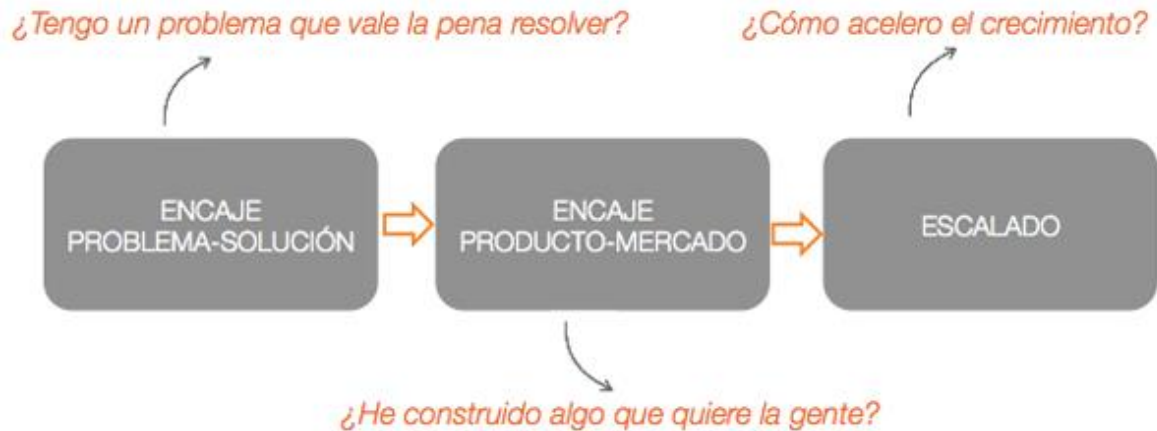 ¿Tengo un problema que vale la pena resolver?
¿Cómo acelero el crecimiento?
ENCAJE
PROBLEMA-SOLUCIÓN
ENCAJE
PRODUCTO-MERCADO
ESCALADO
¿He construido algo que quiere la gente?